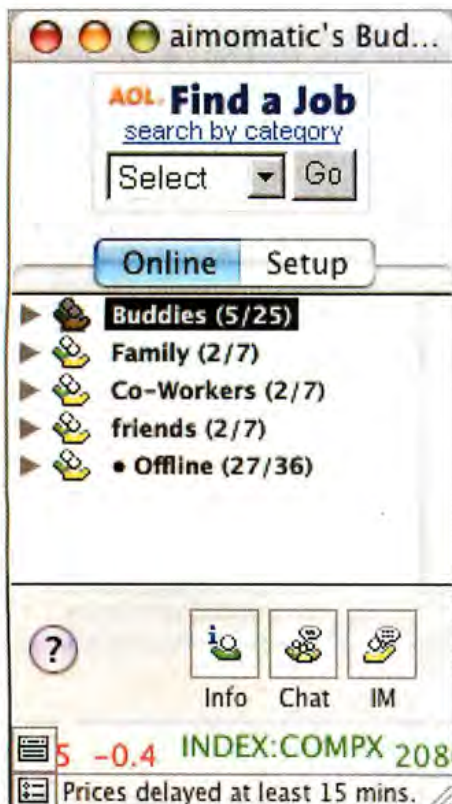 aimomatic's Bud...
AOL. Find a Job
search by category
Select Go
Online Setup
Buddies (5/25)
Family (2/7)
Co-Workers (2/7)
friends (2/7)
• Offline (27/36)
?
Info Chat IM
5 -0.4 INDEX:COMPX 208
Prices delayed at least 15 mins.